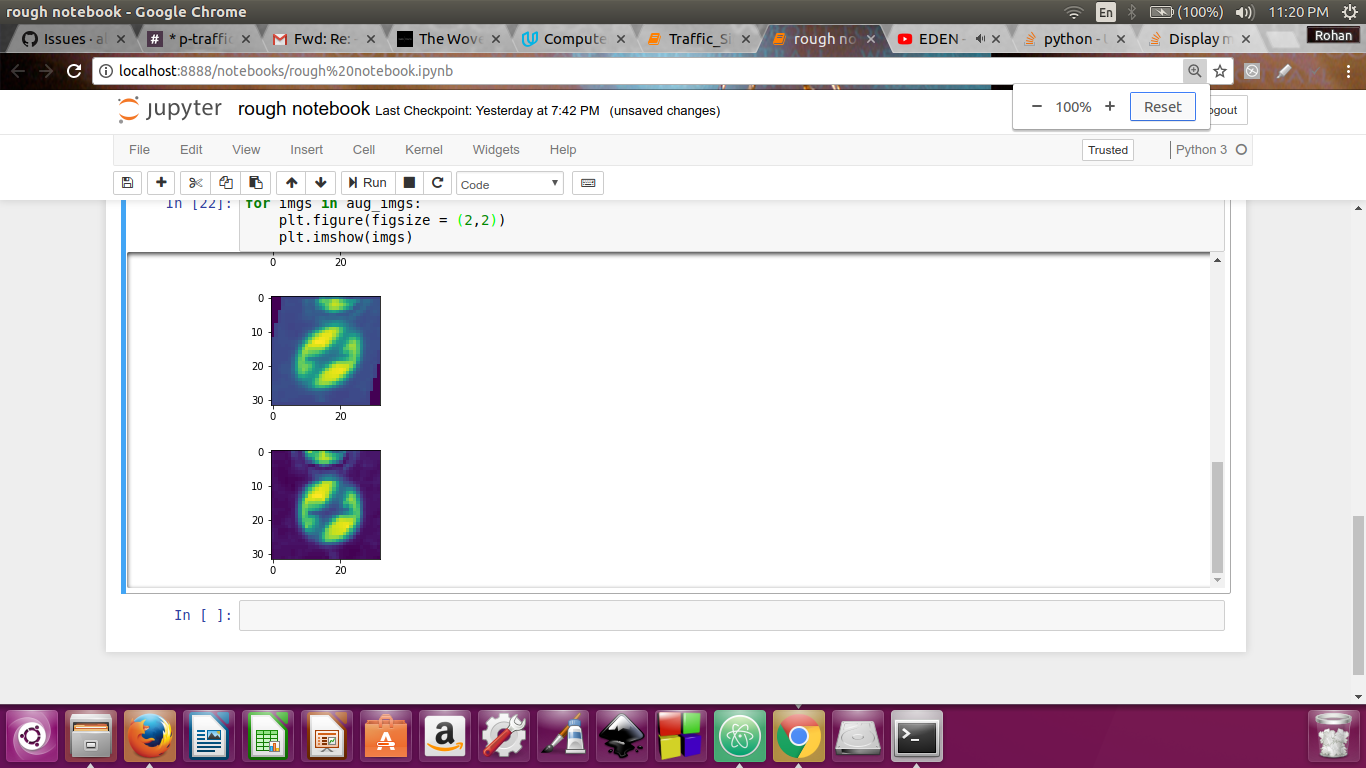 rough notebook - Google Chrome
En
(100%)
11:20 PM
Issues · al
* p-traffi
Fwd: Re: -
The Wove
Compute
Traffic_Si
rough no
EDEN -
python - U
Display m
Rohan
localhost:8888/notebooks/rough%20notebook.ipynb
jupyter rough notebook Last Checkpoint: Yesterday at 7:42 PM (unsaved changes)
− 100% + Reset
ogout
File Edit View Insert Cell Kernel Widgets Help
Trusted
Python 3
Run
Code
In [22]: for imgs in aug_imgs:
plt.figure(figsize = (2,2))
plt.imshow(imgs)
0 20
0
10
20
30
0 20
0
10
20
30
0 20
In [ ]: